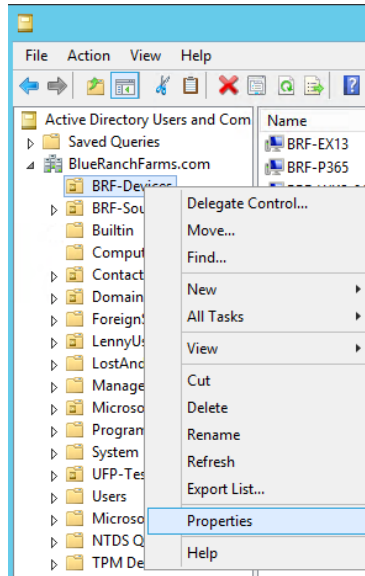 File Action View Help
Active Directory Users and Com
Name
Saved Queries
BRF-EX13
BlueRanchFarms.com
BRF-P365
BRF-Devices
BRF-Sou
Delegate Control...
Builtin
Move...
Comput
Find...
Contact
Domain
New
Foreign
All Tasks
LennyUs
View
LostAnd
Manage
Cut
Microso
Delete
Program
Rename
System
Refresh
UFP-Tes
Export List...
Users
Microso
Properties
NTDS Q
Help
TPM De